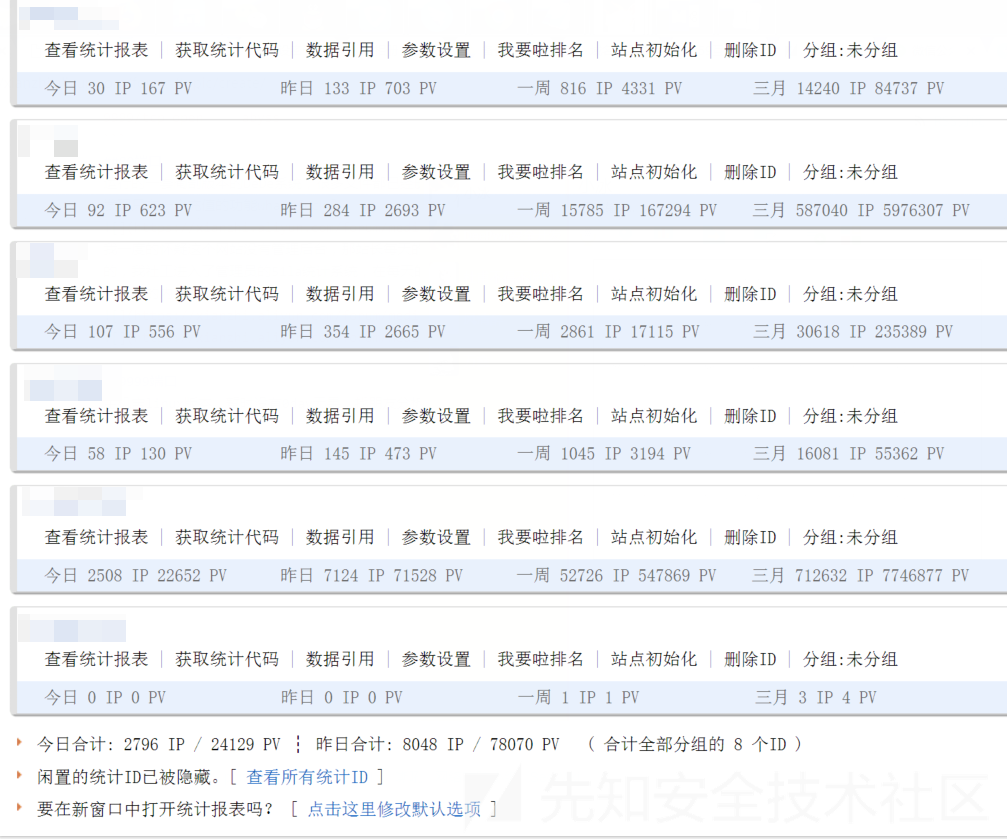 查看统计报表 | 获取统计代码 | 数据引用 | 参数设置 | 我要啦排名 | 站点初始化 | 删除ID | 分组:未分组
今日 30 IP 167 PV 昨日 133 IP 703 PV 一周 816 IP 4331 PV 三月 14240 IP 84737 PV
查看统计报表 | 获取统计代码 | 数据引用 | 参数设置 | 我要啦排名 | 站点初始化 | 删除ID | 分组:未分组
今日 92 IP 623 PV 昨日 284 IP 2693 PV 一周 15785 IP 167294 PV 三月 587040 IP 5976307 PV
查看统计报表 | 获取统计代码 | 数据引用 | 参数设置 | 我要啦排名 | 站点初始化 | 删除ID | 分组:未分组
今日 107 IP 556 PV 昨日 354 IP 2665 PV 一周 2861 IP 17115 PV 三月 30618 IP 235389 PV
查看统计报表 | 获取统计代码 | 数据引用 | 参数设置 | 我要啦排名 | 站点初始化 | 删除ID | 分组:未分组
今日 58 IP 130 PV 昨日 145 IP 473 PV 一周 1045 IP 3194 PV 三月 16081 IP 55362 PV
查看统计报表 | 获取统计代码 | 数据引用 | 参数设置 | 我要啦排名 | 站点初始化 | 删除ID | 分组:未分组
今日 2508 IP 22652 PV 昨日 7124 IP 71528 PV 一周 52726 IP 547869 PV 三月 712632 IP 7746877 PV
查看统计报表 | 获取统计代码 | 数据引用 | 参数设置 | 我要啦排名 | 站点初始化 | 删除ID | 分组:未分组
今日 0 IP 0 PV 昨日 0 IP 0 PV 一周 1 IP 1 PV 三月 3 IP 4 PV
今日合计: 2796 IP / 24129 PV ┆ 昨日合计: 8048 IP / 78070 PV ( 合计全部分组的 8 个ID )
闲置的统计ID已被隐藏。[ 查看所有统计ID ]
要在新窗口中打开统计报表吗? [ 点击这里修改默认选项 ]
先知安全技术社区